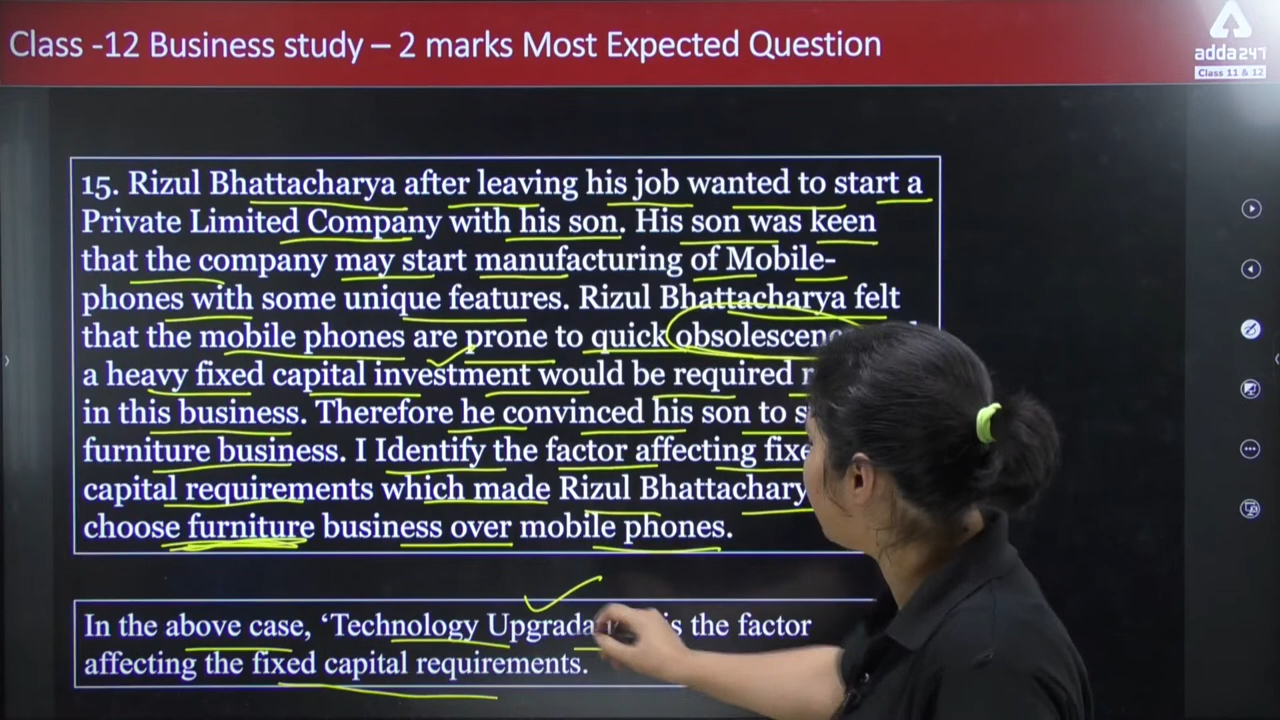 Class -12 Business study – 2 marks Most Expected Question
adda247
Class 11 & 12
15. Rizul Bhattacharya after leaving his job wanted to start a
Private Limited Company with his son. His son was keen
that the company may start manufacturing of Mobile-
phones with some unique features. Rizul Bhattacharya felt
that the mobile phones are prone to quick
a heavy fixed capital investment would be required
in this business. Therefore he convinced his son to
furniture business. I Identify the factor affecting
capital requirements which made Rizul
choose furniture business over mobile phones.
In the above case, ‘Technology is the factor
affecting the fixed capital requirements.